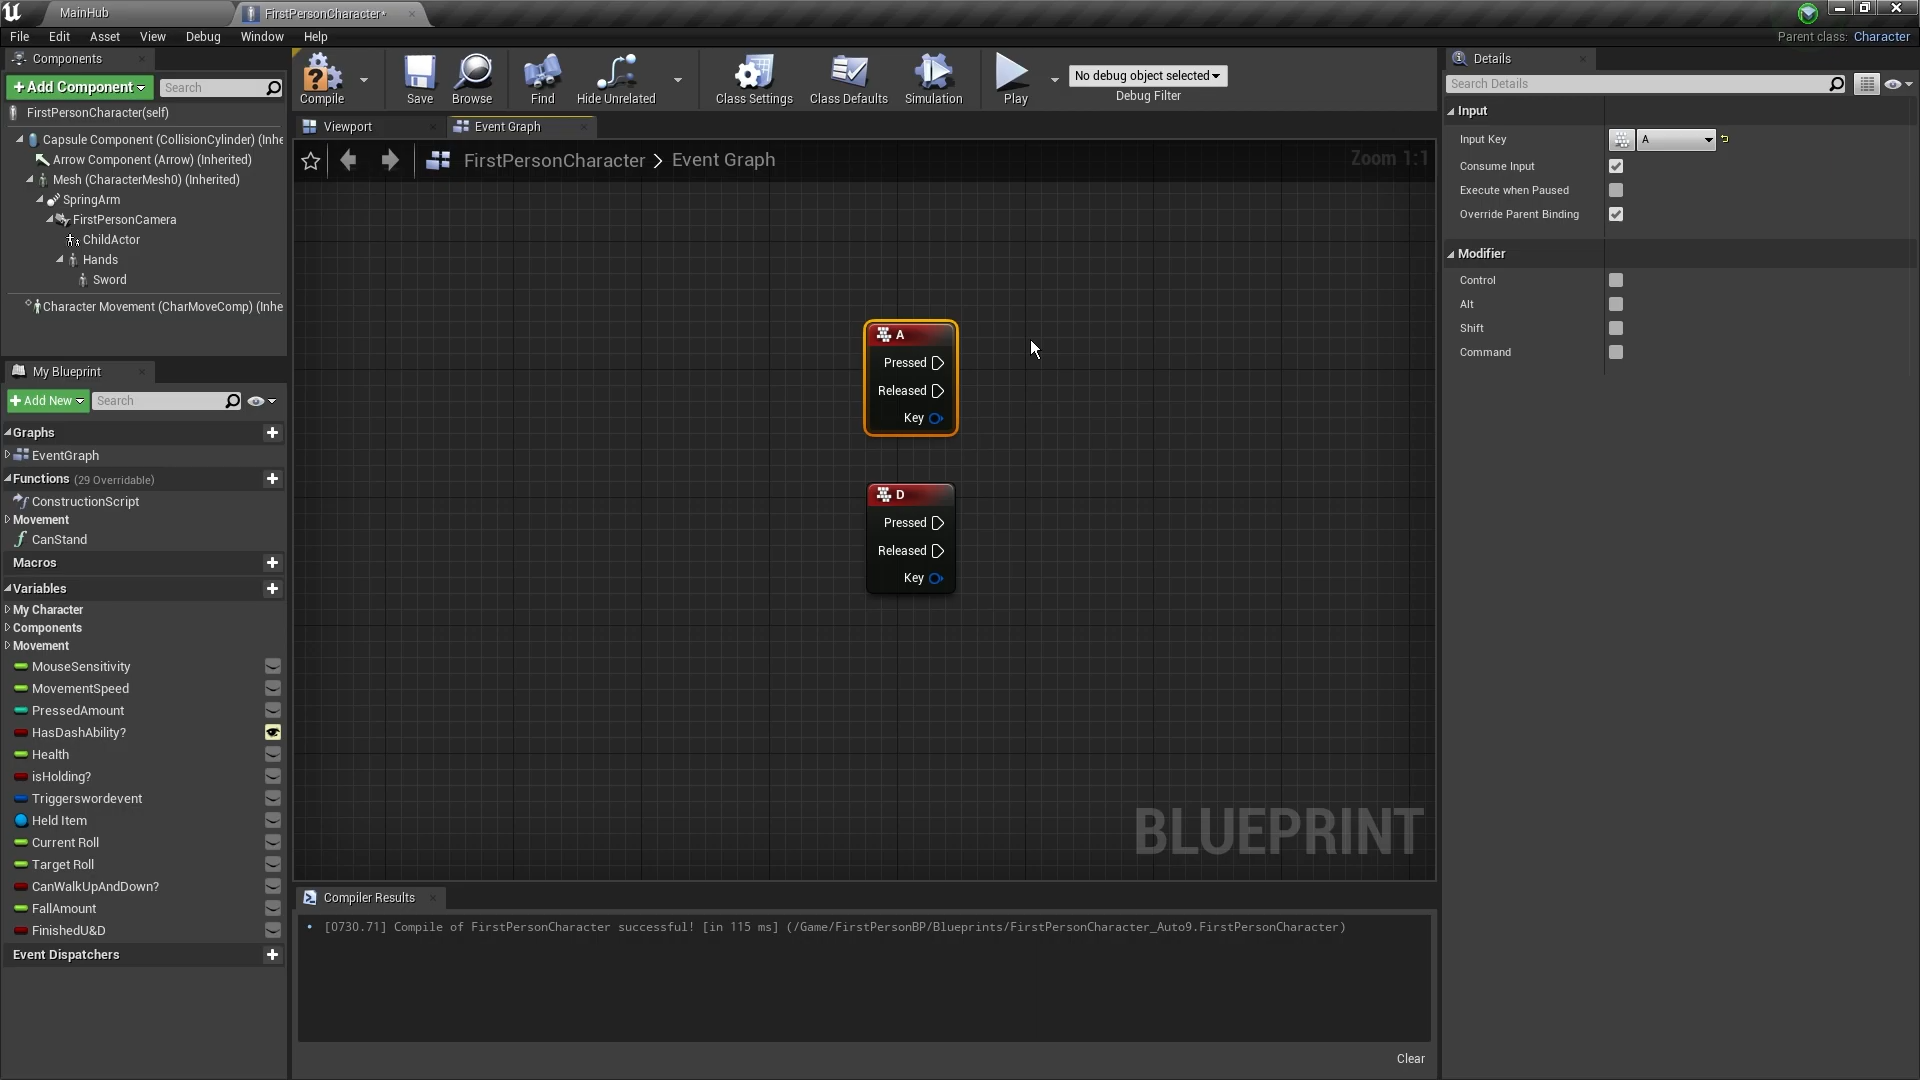 MainHub
FirstPersonCharacter*
File Edit Asset View Debug Window Help
Parent class: Character
Components
+Add Component
Search
FirstPersonCharacter(self)
Capsule Component (CollisionCylinder) (Inhe
Arrow Component (Arrow) (Inherited)
Mesh (CharacterMesh0) (Inherited)
SpringArm
FirstPersonCamera
ChildActor
Hands
Sword
Character Movement (CharMoveComp) (Inhe
My Blueprint
+Add New
Search
Graphs
EventGraph
Functions (29 Overridable)
ConstructionScript
Movement
CanStand
Macros
Variables
My Character
Components
Movement
MouseSensitivity
MovementSpeed
PressedAmount
HasDashAbility?
Health
isHolding?
Triggerswordevent
Held Item
Current Roll
Target Roll
CanWalkUpAndDown?
FallAmount
FinishedU&D
Event Dispatchers
Compile Save Browse Find Hide Unrelated Class Settings Class Defaults Simulation Play
No debug object selected
Debug Filter
Viewport
Event Graph
FirstPersonCharacter > Event Graph
Zoom 1:1
A
Pressed
Released
Key
D
Pressed
Released
Key
BLUEPRINT
Compiler Results
• [0730.71] Compile of FirstPersonCharacter successful! [in 115 ms] (/Game/FirstPersonBP/Blueprints/FirstPersonCharacter_Auto9.FirstPersonCharacter)
Clear
Details
Search Details
Input
Input Key A
Consume Input
Execute when Paused
Override Parent Binding
Modifier
Control
Alt
Shift
Command